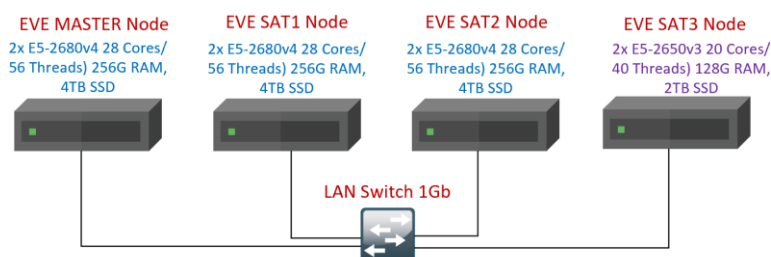 EVE MASTER Node
2x E5-2680v4 28 Cores/
56 Threads) 256G RAM,
4TB SSD
EVE SAT1 Node
2x E5-2680v4 28 Cores/
56 Threads) 256G RAM,
4TB SSD
EVE SAT2 Node
2x E5-2680v4 28 Cores/
56 Threads) 256G RAM,
4TB SSD
EVE SAT3 Node
2x E5-2650v3 20 Cores/
40 Threads) 128G RAM,
2TB SSD
LAN Switch 1Gb